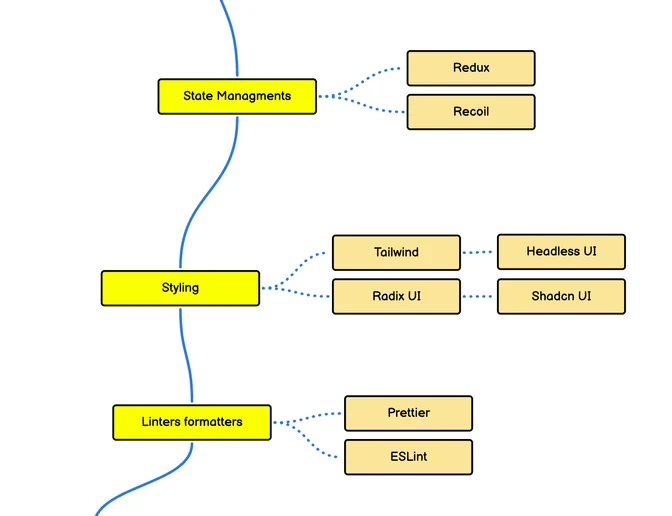 State Managments
Redux
Recoil
Styling
Tailwind
Headless UI
Radix UI
Shadcn UI
Linters formatters
Prettier
ESLint